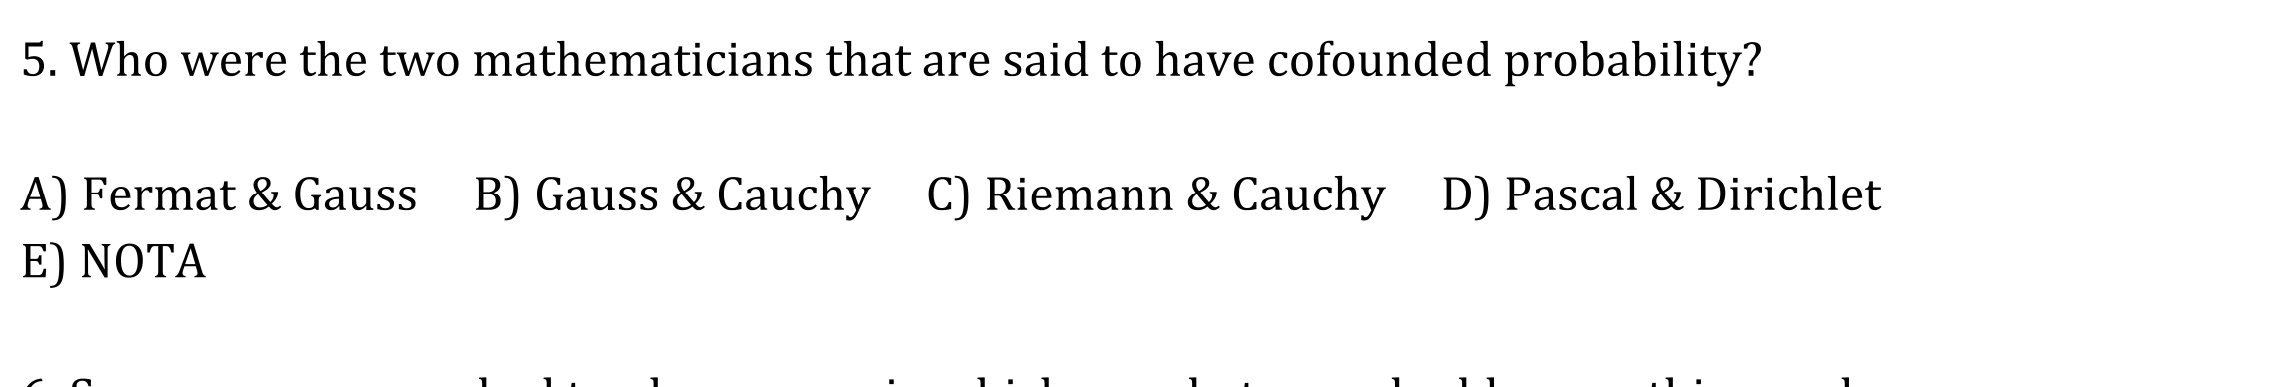 5. Who were the two mathematicians that are said to have cofounded probability?
A) Fermat & Gauss B) Gauss & Cauchy C) Riemann & Cauchy D) Pascal & Dirichlet
E) NOTA